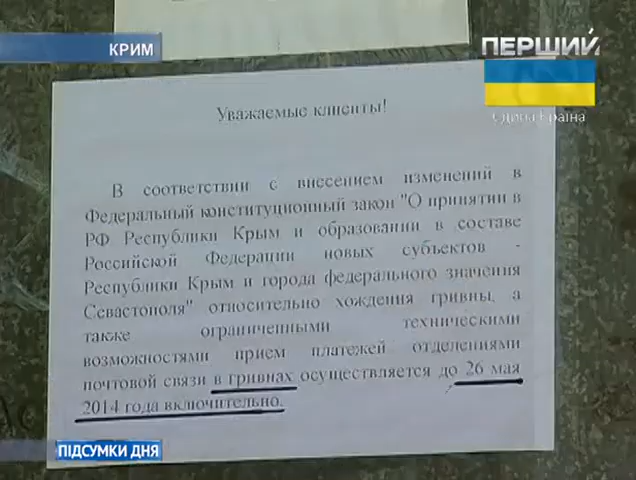 КРИМ
ПЕРШИЙ
Єдина Країна
Уважаемые клиенты!
В соответствии с внесением изменений в
Федеральный конституционный закон "О принятии в
РФ Республики Крым и образовании в составе
Российской Федерации новых субъектов -
Республики Крым и города федерального значения
Севастополя" относительно хождения гривны, а
также ограниченными техническими
возможностями прием платежей отделениями
почтовой связи в гривнах осуществляется до 26 мая
2014 года включительно.
ПІДСУМКИ ДНЯ